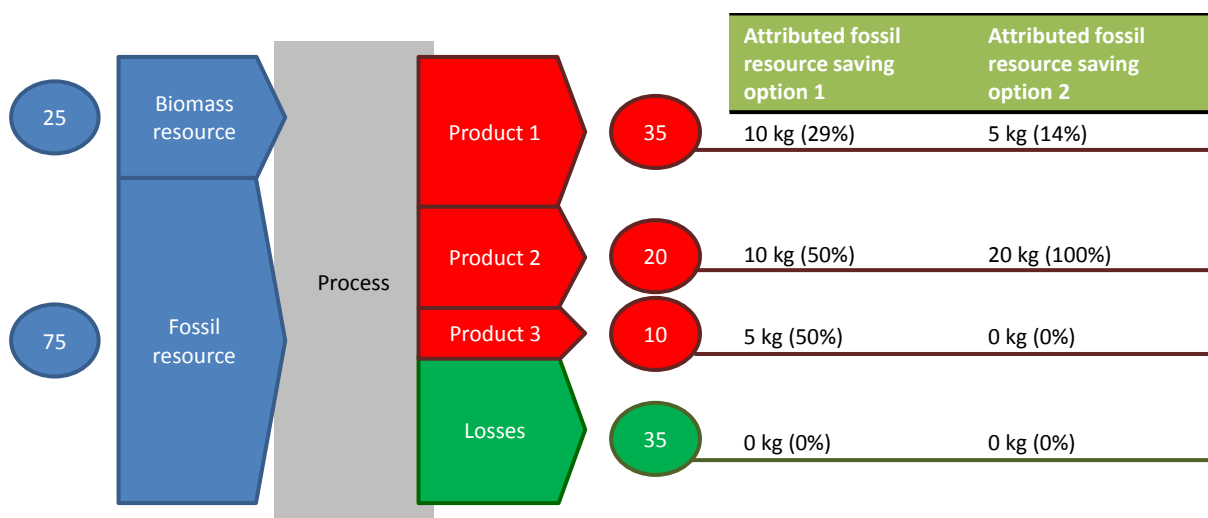 Attributed fossil
resource saving
option 1
Attributed fossil
resource saving
option 2
25
Biomass
resource
Product 1
35
10 kg (29%)
5 kg (14%)
Process
Product 2
20
10 kg (50%)
20 kg (100%)
75
Fossil
resource
Product 3
10
5 kg (50%)
0 kg (0%)
Losses
35
0 kg (0%)
0 kg (0%)